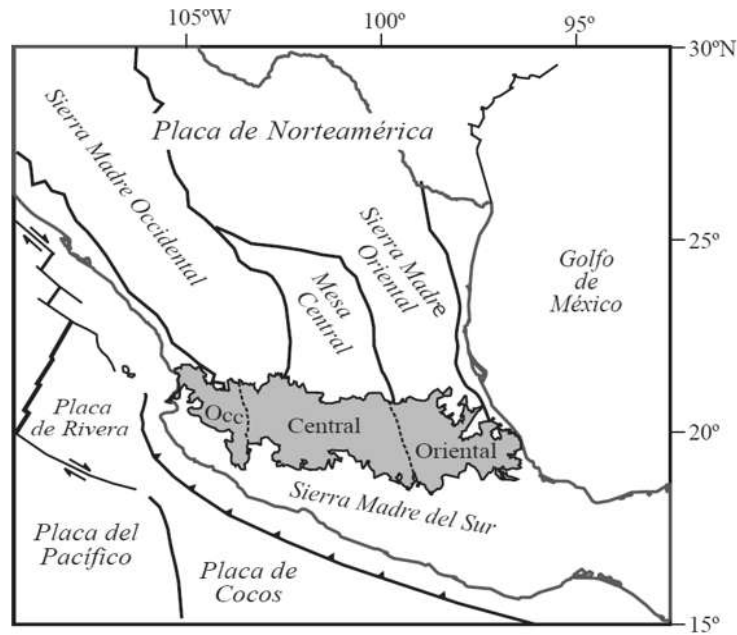 105ºW
100ºW
95º
30ºN
Sierra Madre Occidental
Placa de Norteamérica
Sierra Madre
Oriental
25º
Golfo
de
México
Mesa
Central
Placa
de Rivera
Occ
Central
Oriental
20º
Sierra Madre del Sur
Placa del
Pacífico
Placa de
Cocos
15º